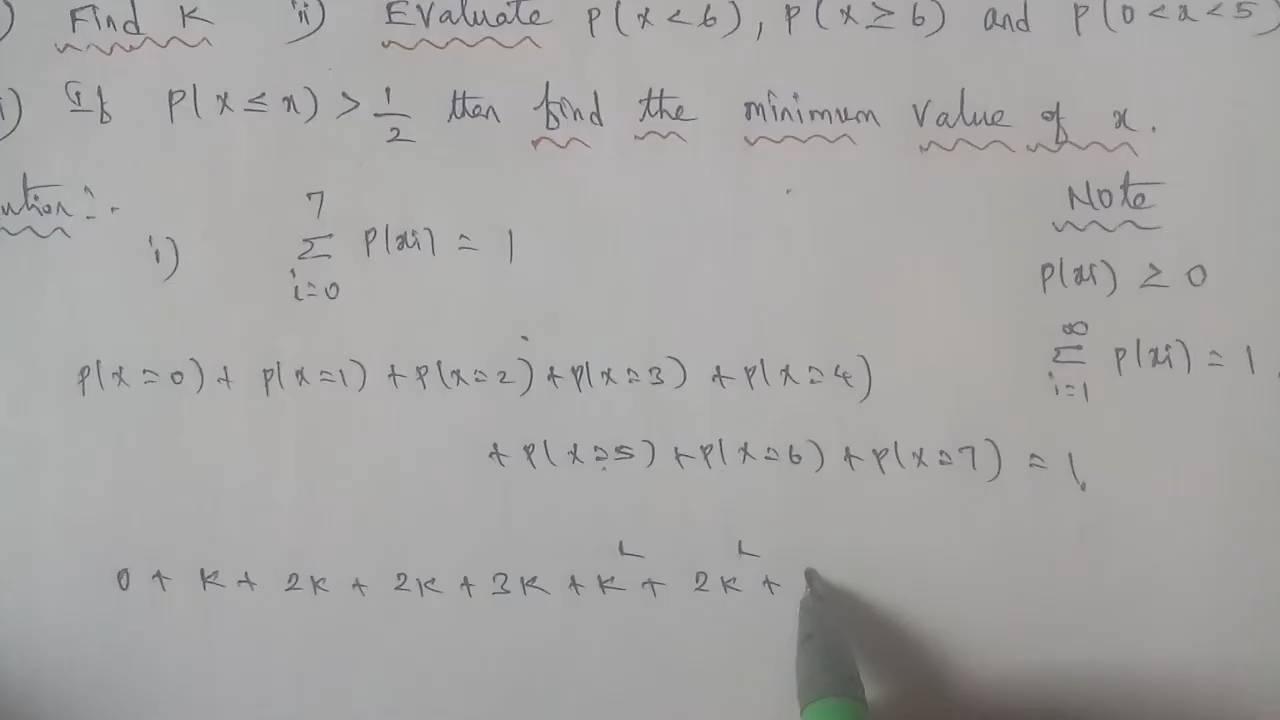 ) Find K ii) Evaluate P(x<6), P(x≥6) and P(0<x<5)
i) If P(X≤x) > 1/2 then find the minimum value of x.
ution:-
Note
i) 7 Σ i=0 P(xi) = 1
P(xi) ≥ 0
∞ Σ i=1 P(xi) = 1
P(x=0) + P(x=1) + P(x=2) + P(x=3) + P(x=4)
+ P(x=5) + P(x=6) + P(x=7) = 1.
0 + K + 2K + 2K + 3K + K² + 2K² +